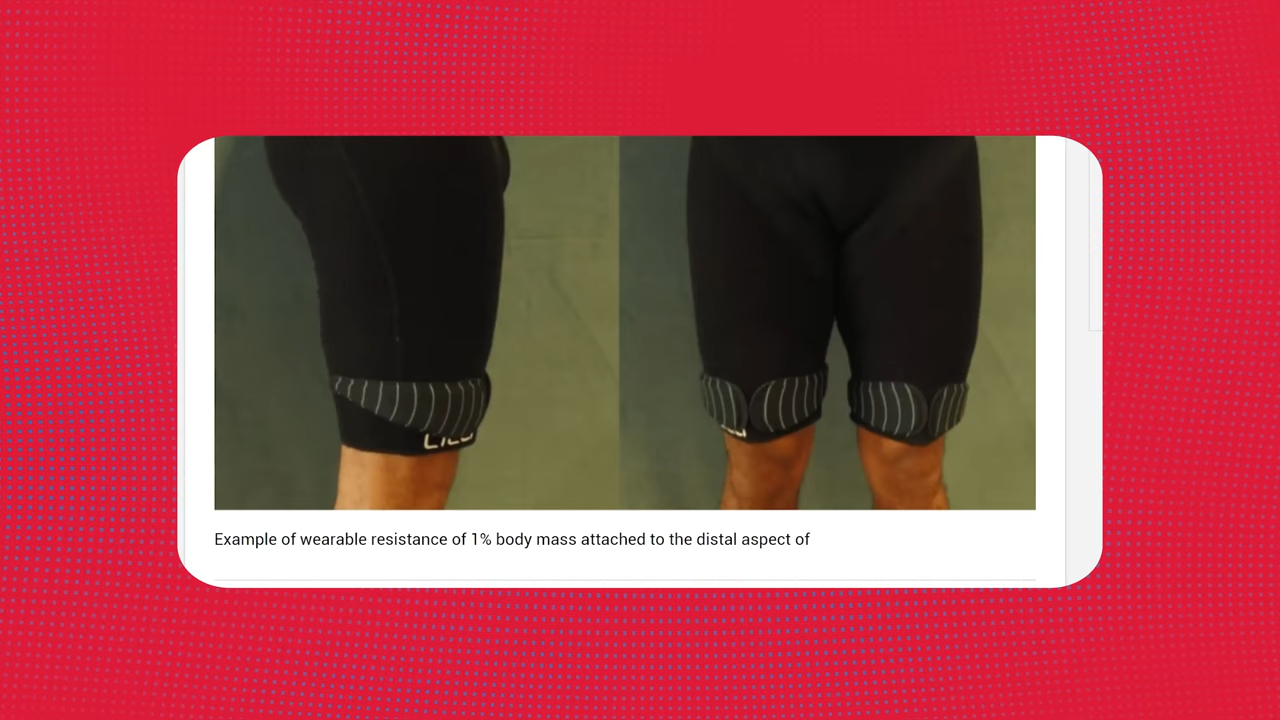 Example of wearable resistance of 1% body mass attached to the distal aspect of